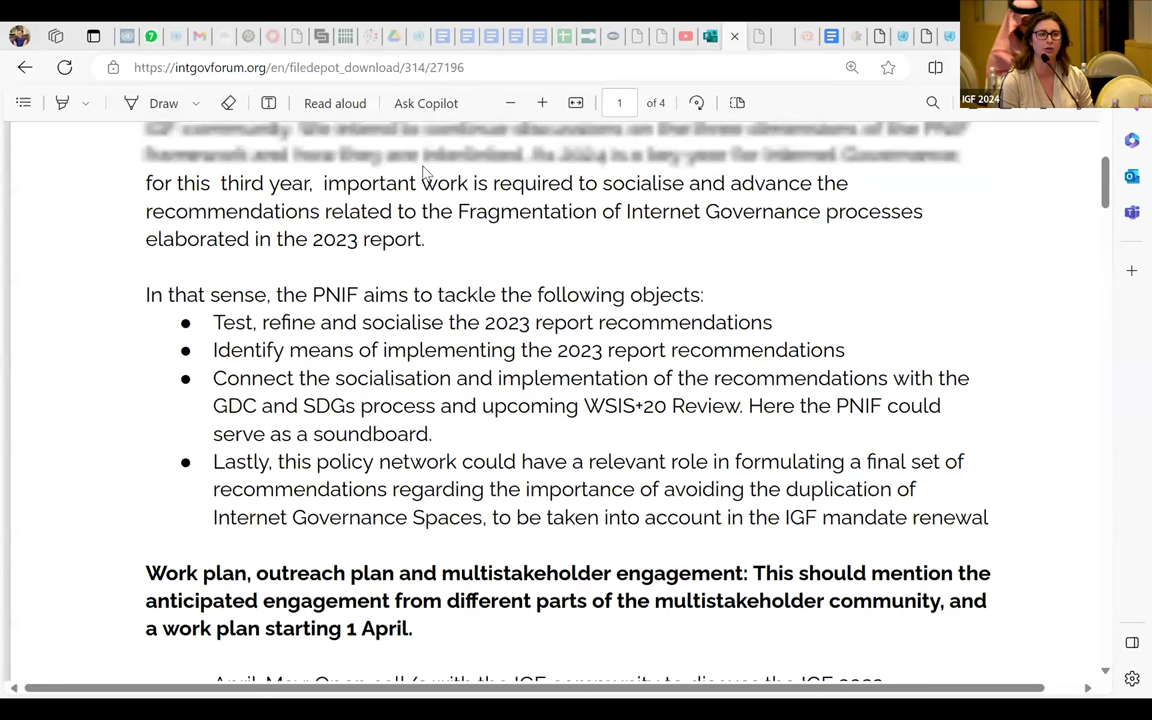 https://intgovforum.org/en/filedepot_download/314/27196
Draw
Read aloud
Ask Copilot
1
of 4
IGF 2024
for this third year, important work is required to socialise and advance the
recommendations related to the Fragmentation of Internet Governance processes
elaborated in the 2023 report.
In that sense, the PNIF aims to tackle the following objects:
● Test, refine and socialise the 2023 report recommendations
● Identify means of implementing the 2023 report recommendations
● Connect the socialisation and implementation of the recommendations with the
GDC and SDGs process and upcoming WSIS+20 Review. Here the PNIF could
serve as a soundboard.
● Lastly, this policy network could have a relevant role in formulating a final set of
recommendations regarding the importance of avoiding the duplication of
Internet Governance Spaces, to be taken into account in the IGF mandate renewal
Work plan, outreach plan and multistakeholder engagement: This should mention the
anticipated engagement from different parts of the multistakeholder community, and
a work plan starting 1 April.